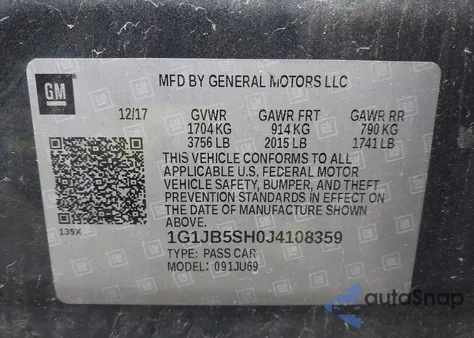 GM
MFD BY GENERAL MOTORS LLC
12/17 GVWR GAWR FRT GAWR RR
1704 KG 914 KG 790 KG
3756 LB 2015 LB 1741 LB
THIS VEHICLE CONFORMS TO ALL
APPLICABLE U.S. FEDERAL MOTOR
VEHICLE SAFETY, BUMPER, AND THEFT
PREVENTION STANDARDS IN EFFECT ON
THE DATE OF MANUFACTURE SHOWN
ABOVE.
139X
1G1JB5SH0J4108359
TYPE: PASS CAR
MODEL: 091JU69
autoSnap